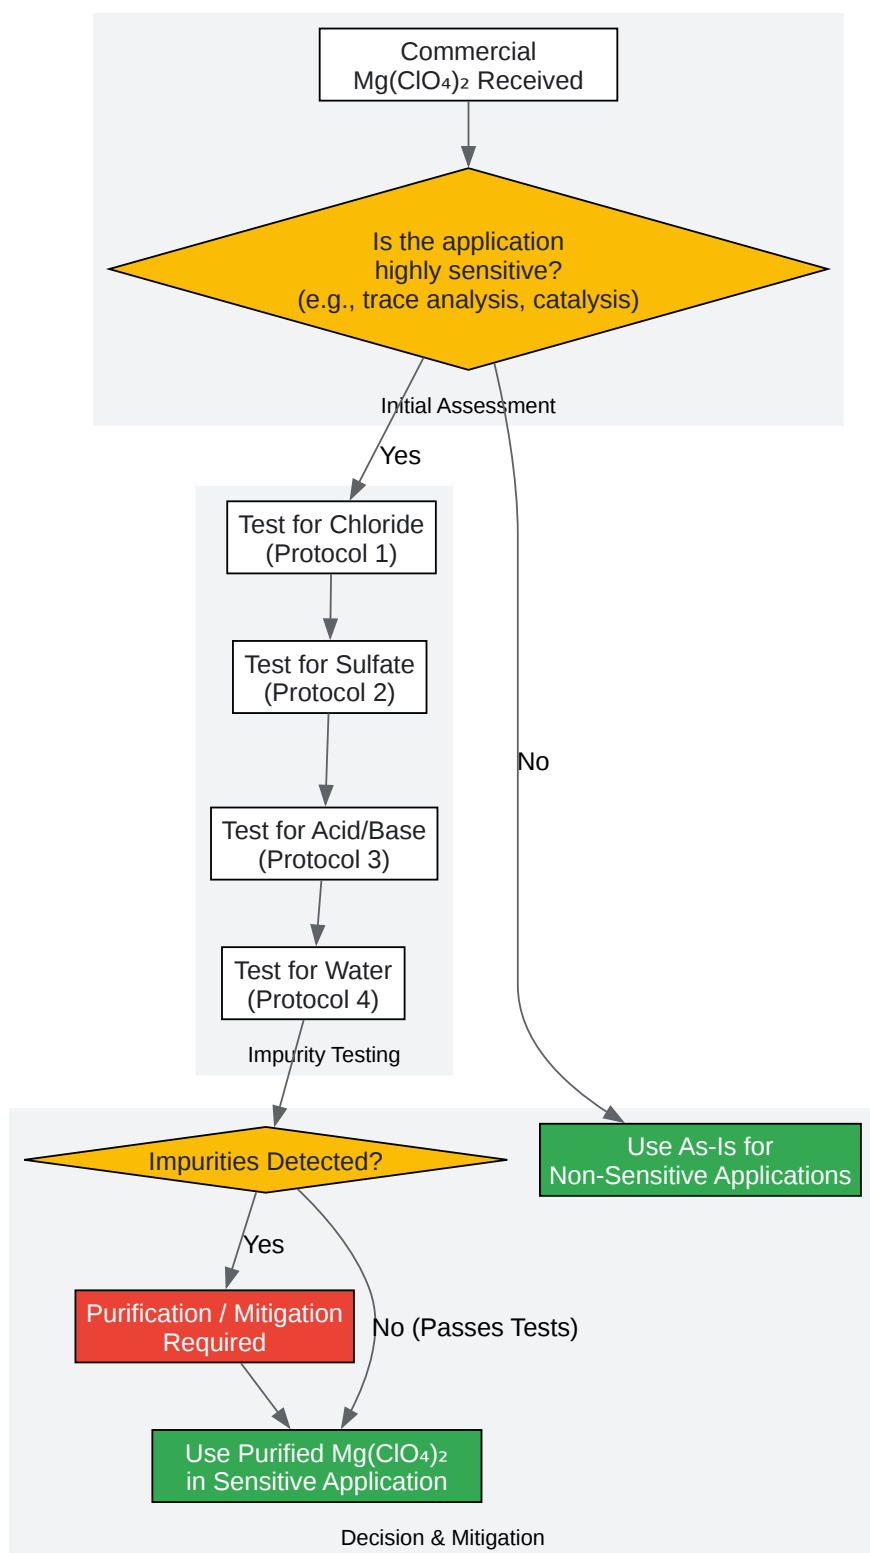 Commercial
Mg(ClO₄)₂ Received
Is the application
highly sensitive?
(e.g., trace analysis, catalysis)
Initial Assessment
Yes
Test for Chloride
(Protocol 1)
Test for Sulfate
(Protocol 2)
No
Test for Acid/Base
(Protocol 3)
Test for Water
(Protocol 4)
Impurity Testing
Impurities Detected?
Use As-Is for
Non-Sensitive Applications
Yes
Purification / Mitigation
Required
No (Passes Tests)
Use Purified Mg(ClO₄)₂
in Sensitive Application
Decision & Mitigation